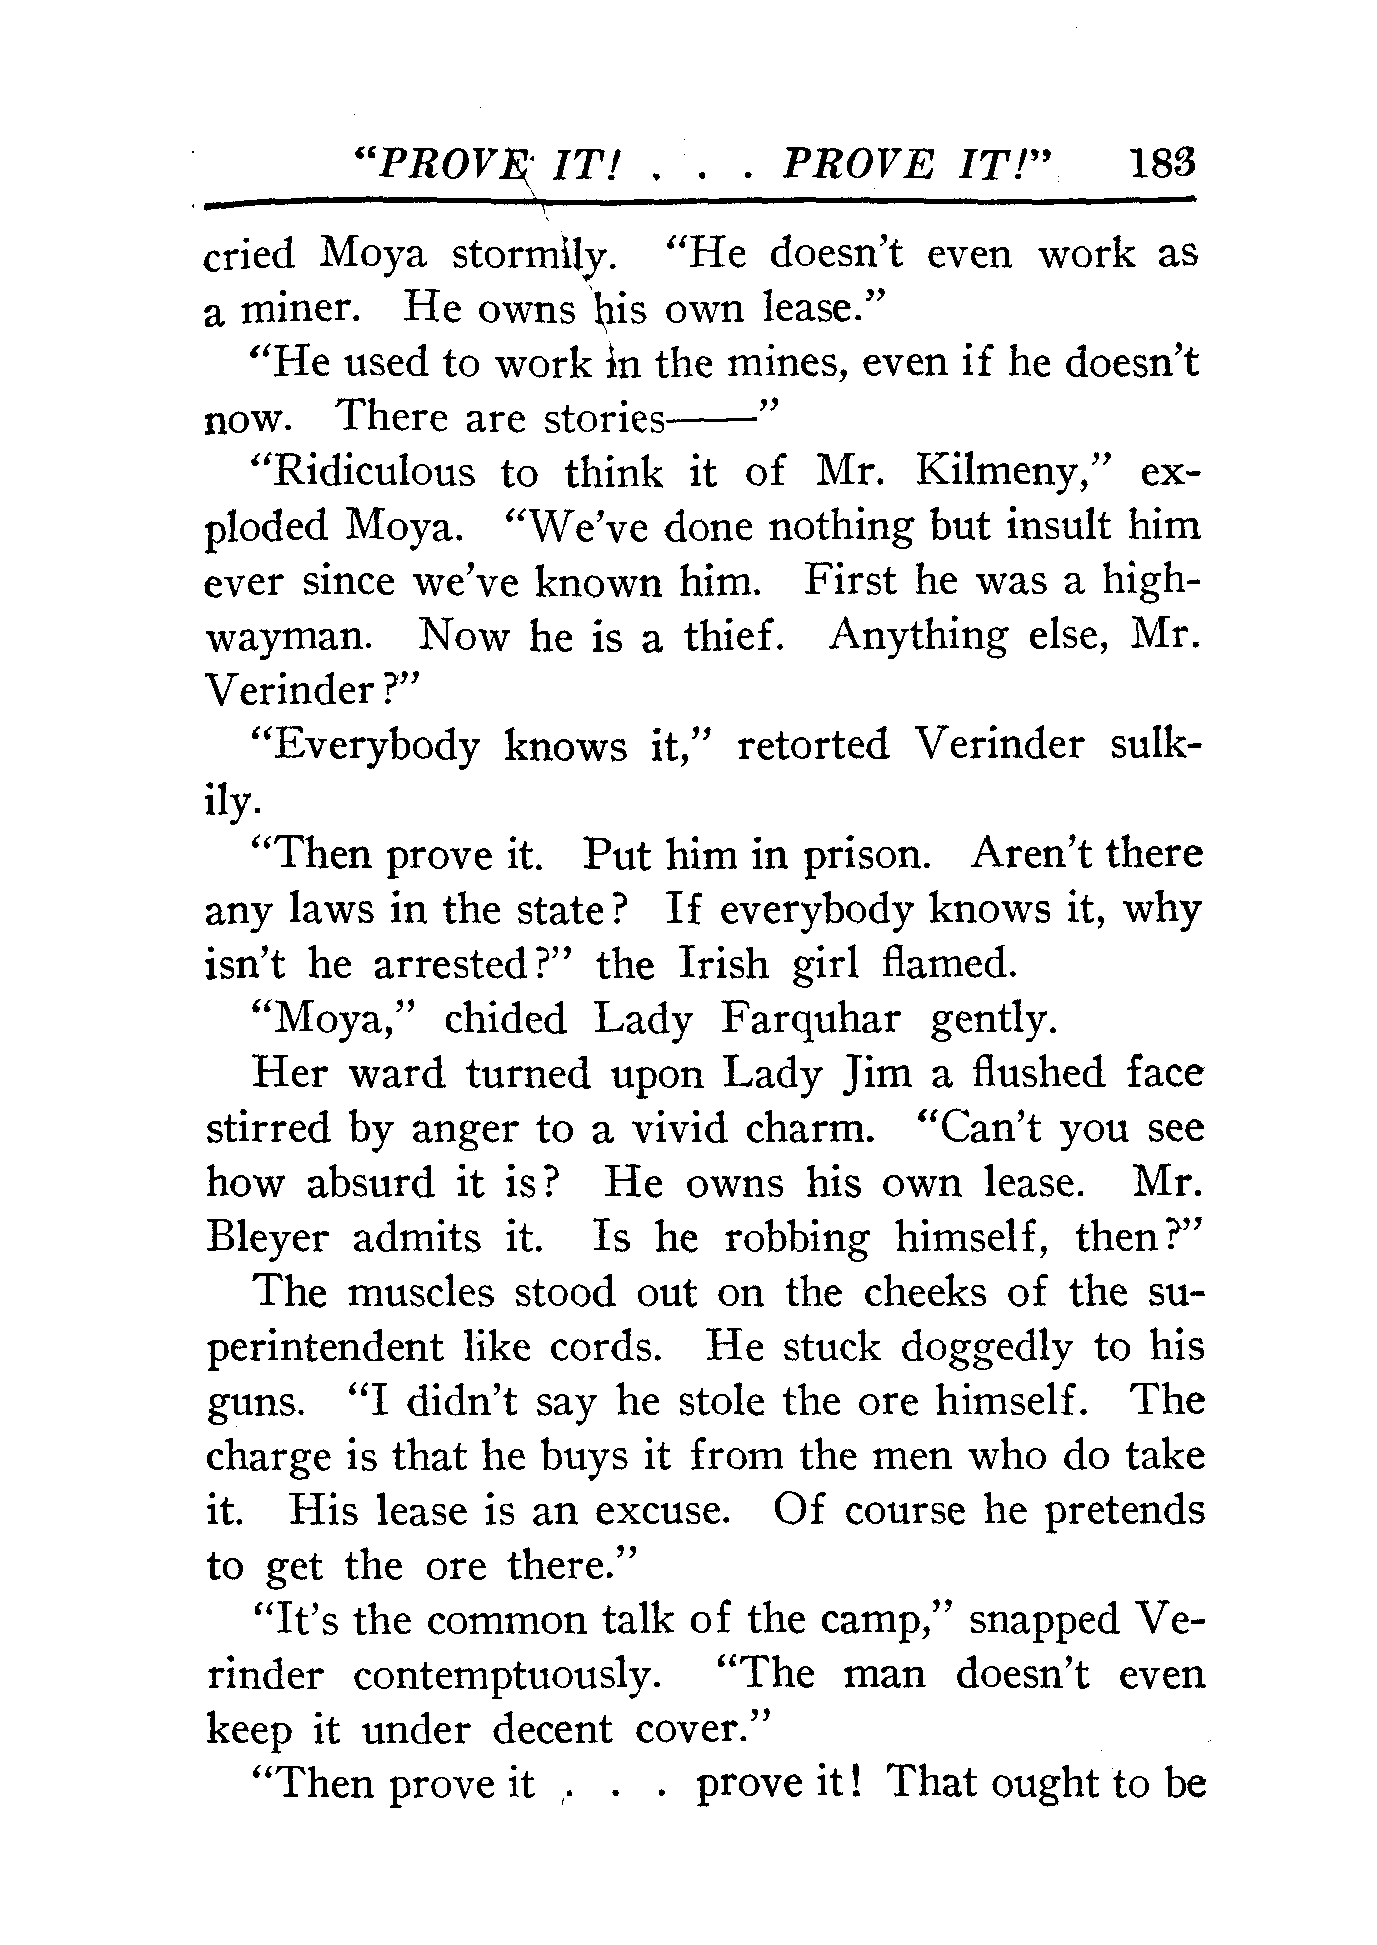 "PROVE IT! . . . PROVE IT!" 183
cried Moya stormily. "He doesn't even work as
a miner. He owns his own lease."
"He used to work in the mines, even if he doesn't
now. There are stories——"
"Ridiculous to think it of Mr. Kilmeny," ex-
ploded Moya. "We've done nothing but insult him
ever since we've known him. First he was a high-
wayman. Now he is a thief. Anything else, Mr.
Verinder?"
"Everybody knows it," retorted Verinder sulk-
ily.
"Then prove it. Put him in prison. Aren't there
any laws in the state? If everybody knows it, why
isn't he arrested?" the Irish girl flamed.
"Moya," chided Lady Farquhar gently.
Her ward turned upon Lady Jim a flushed face
stirred by anger to a vivid charm. "Can't you see
how absurd it is? He owns his own lease. Mr.
Bleyer admits it. Is he robbing himself, then?"
The muscles stood out on the cheeks of the su-
perintendent like cords. He stuck doggedly to his
guns. "I didn't say he stole the ore himself. The
charge is that he buys it from the men who do take
it. His lease is an excuse. Of course he pretends
to get the ore there."
"It's the common talk of the camp," snapped Ve-
rinder contemptuously. "The man doesn't even
keep it under decent cover."
"Then prove it . . . prove it! That ought to be